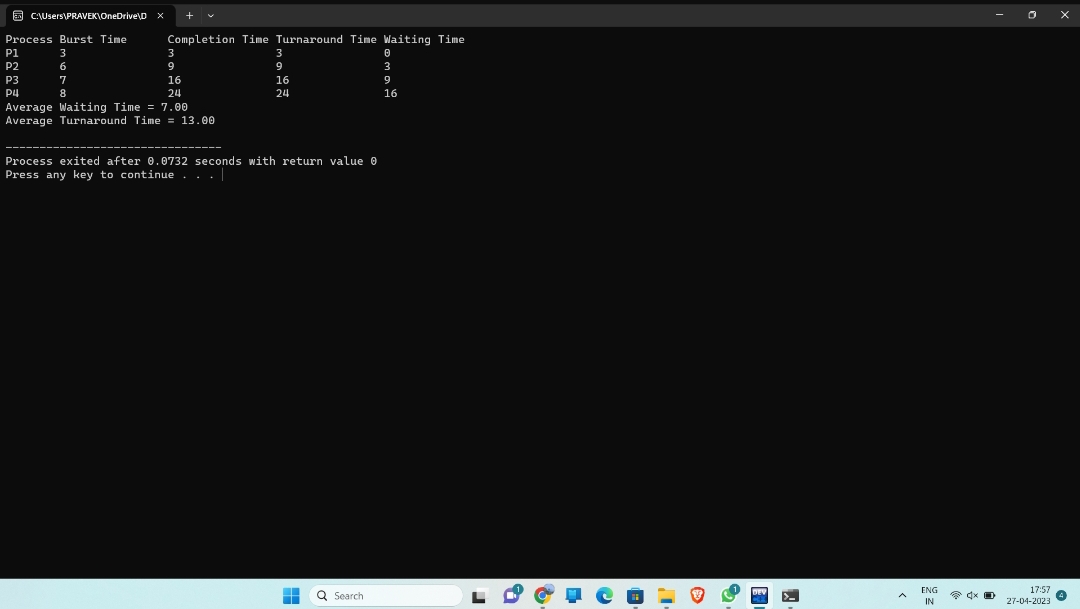 C:\Users\PRAVEK\OneDrive\D
Process Burst Time Completion Time Turnaround Time Waiting Time
P1 3 3 3 0
P2 6 9 9 3
P3 7 16 16 9
P4 8 24 24 16
Average Waiting Time = 7.00
Average Turnaround Time = 13.00
--------------------------------
Process exited after 0.0732 seconds with return value 0
Press any key to continue . . .
Search
1
1
DEV
ENG
IN
17:57
27-04-2023
4